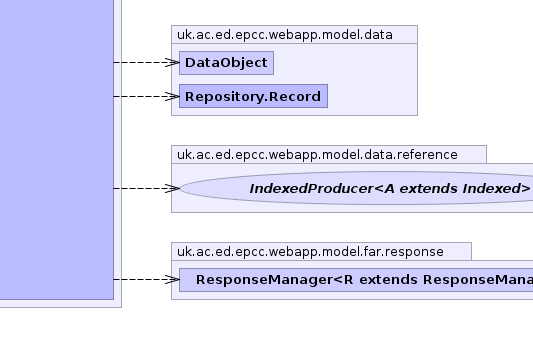 uk.ac.ed.epcc.webapp.model.data
DataObject
Repository.Record
uk.ac.ed.epcc.webapp.model.data.reference
IndexedProducer<A extends Indexed>
uk.ac.ed.epcc.webapp.model.far.response
ResponseManager<R extends ResponseMana